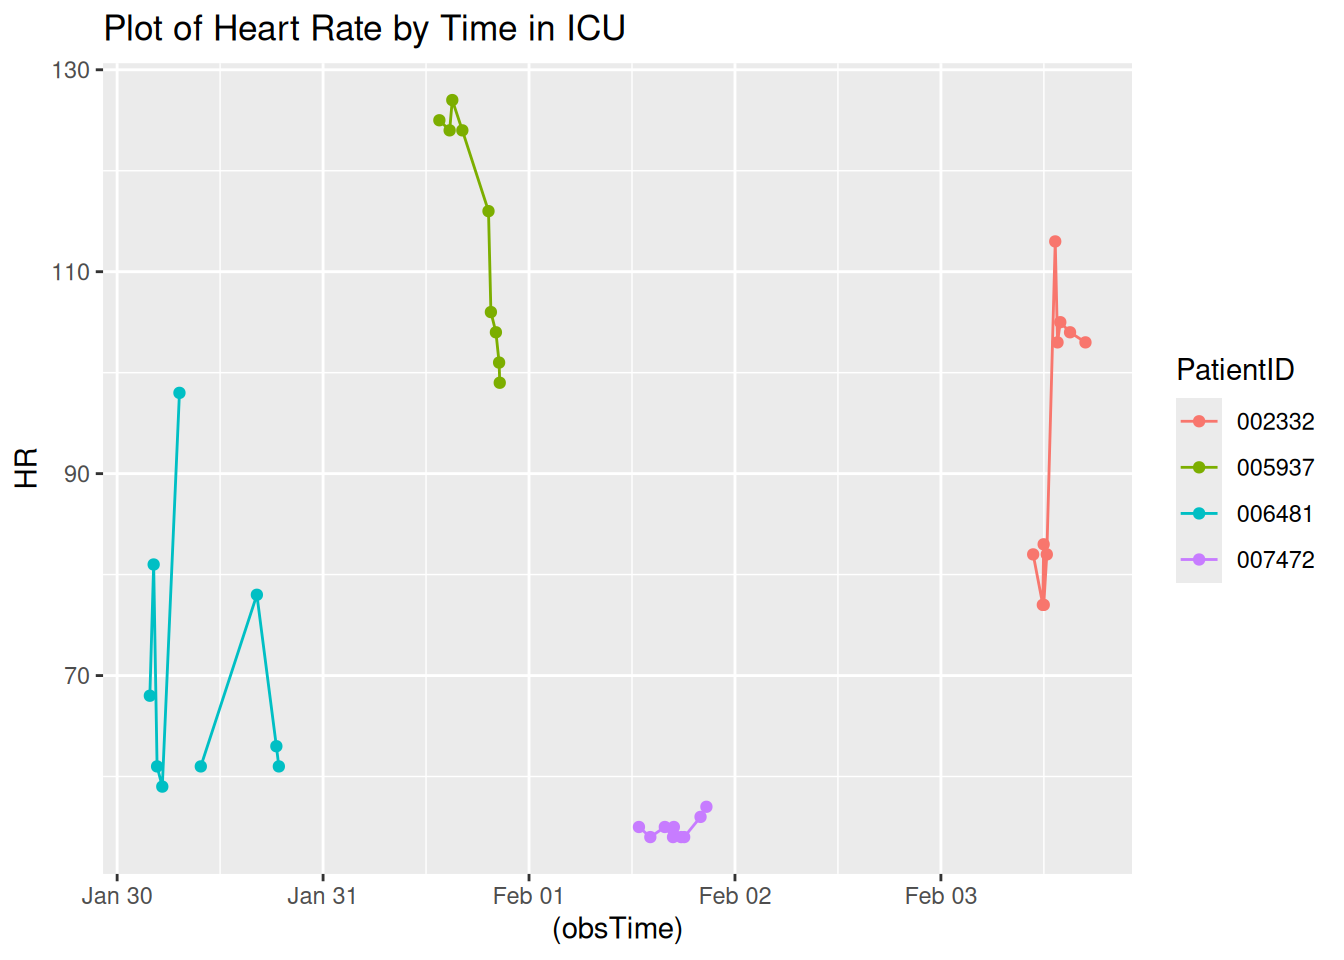 Plot of Heart Rate by Time in ICU
130
110
90
70
HR
Jan 30
Jan 31
Feb 01
Feb 02
Feb 03
(obsTime)
PatientID
002332
005937
006481
007472